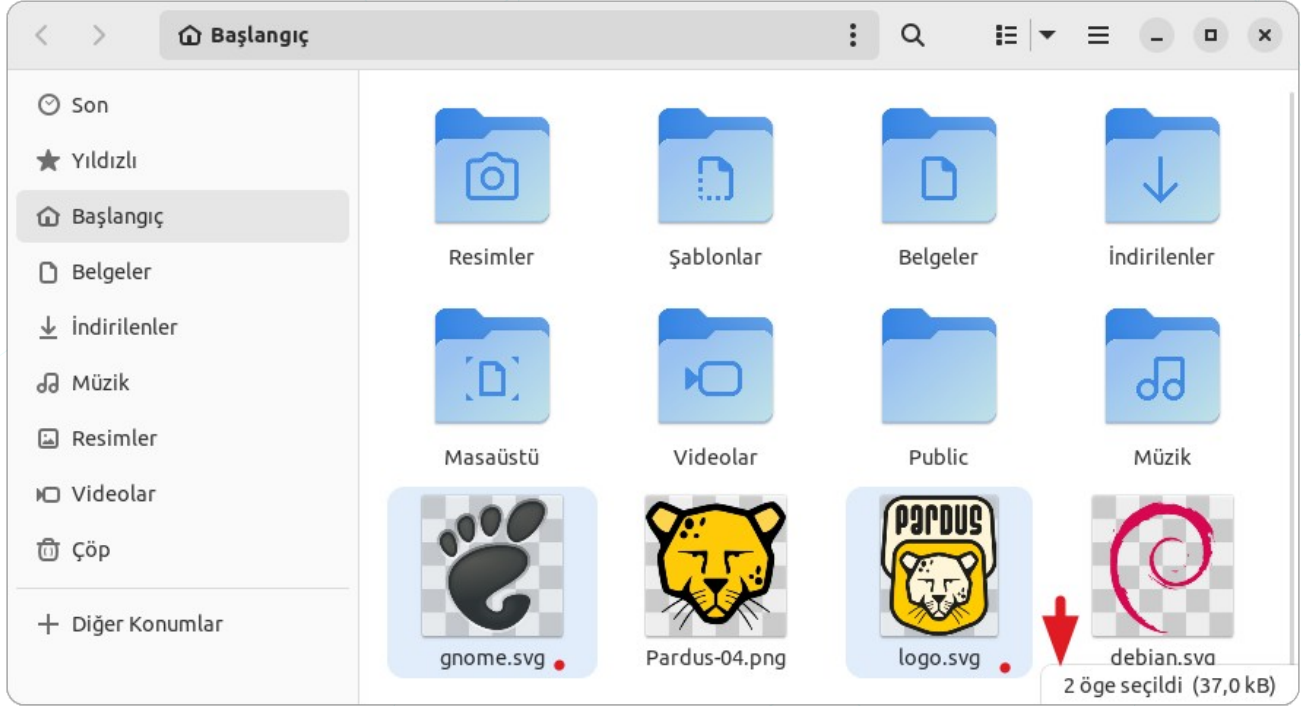 Başlangıç
Son
Yıldızlı
Başlangıç
Belgeler
İndirilenler
Müzik
Resimler
Videolar
Çöp
Diğer Konumlar
Resimler
Şablonlar
Belgeler
İndirilenler
Masaüstü
Videolar
Public
Müzik
PARDUS
gnome.svg
Pardus-04.png
logo.svg
debian.svg
2 öge seçildi (37,0 kB)